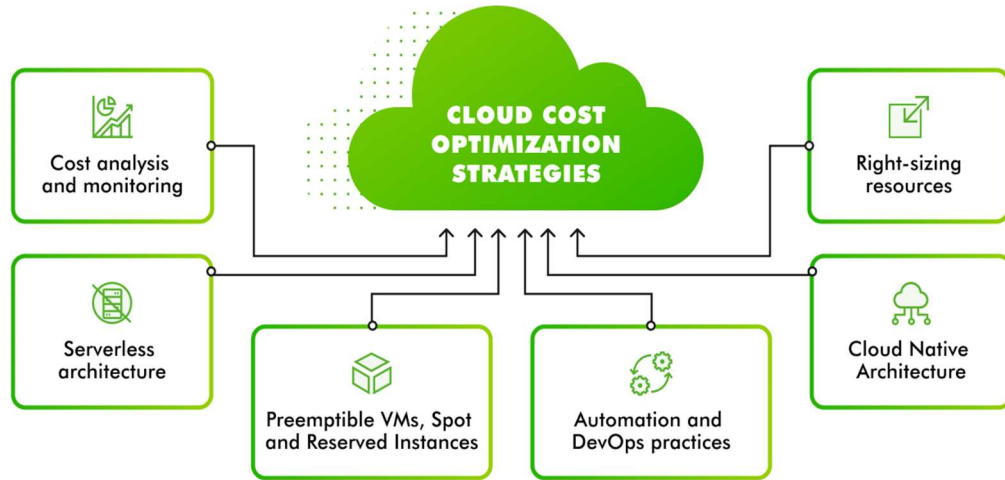 CLOUD COST
OPTIMIZATION
STRATEGIES
Cost analysis
and monitoring
Right-sizing
resources
Serverless
architecture
Preemptible VMs, Spot
and Reserved Instances
Automation and
DevOps practices
Cloud Native
Architecture